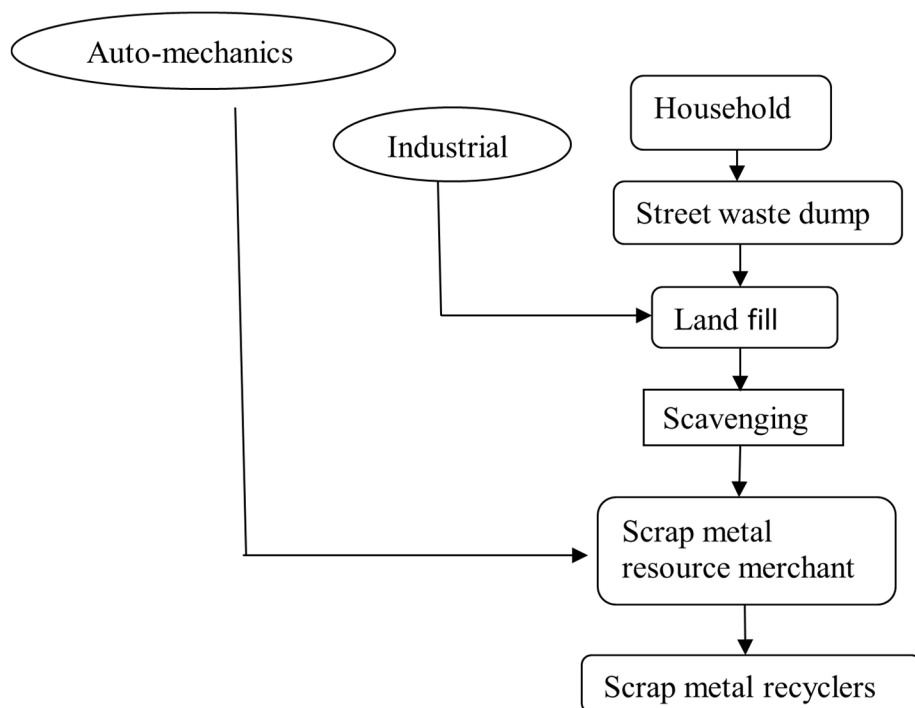 Auto-mechanics
Household
Industrial
Street waste dump
Land fill
Scavenging
Scrap metal
resource merchant
Scrap metal recyclers